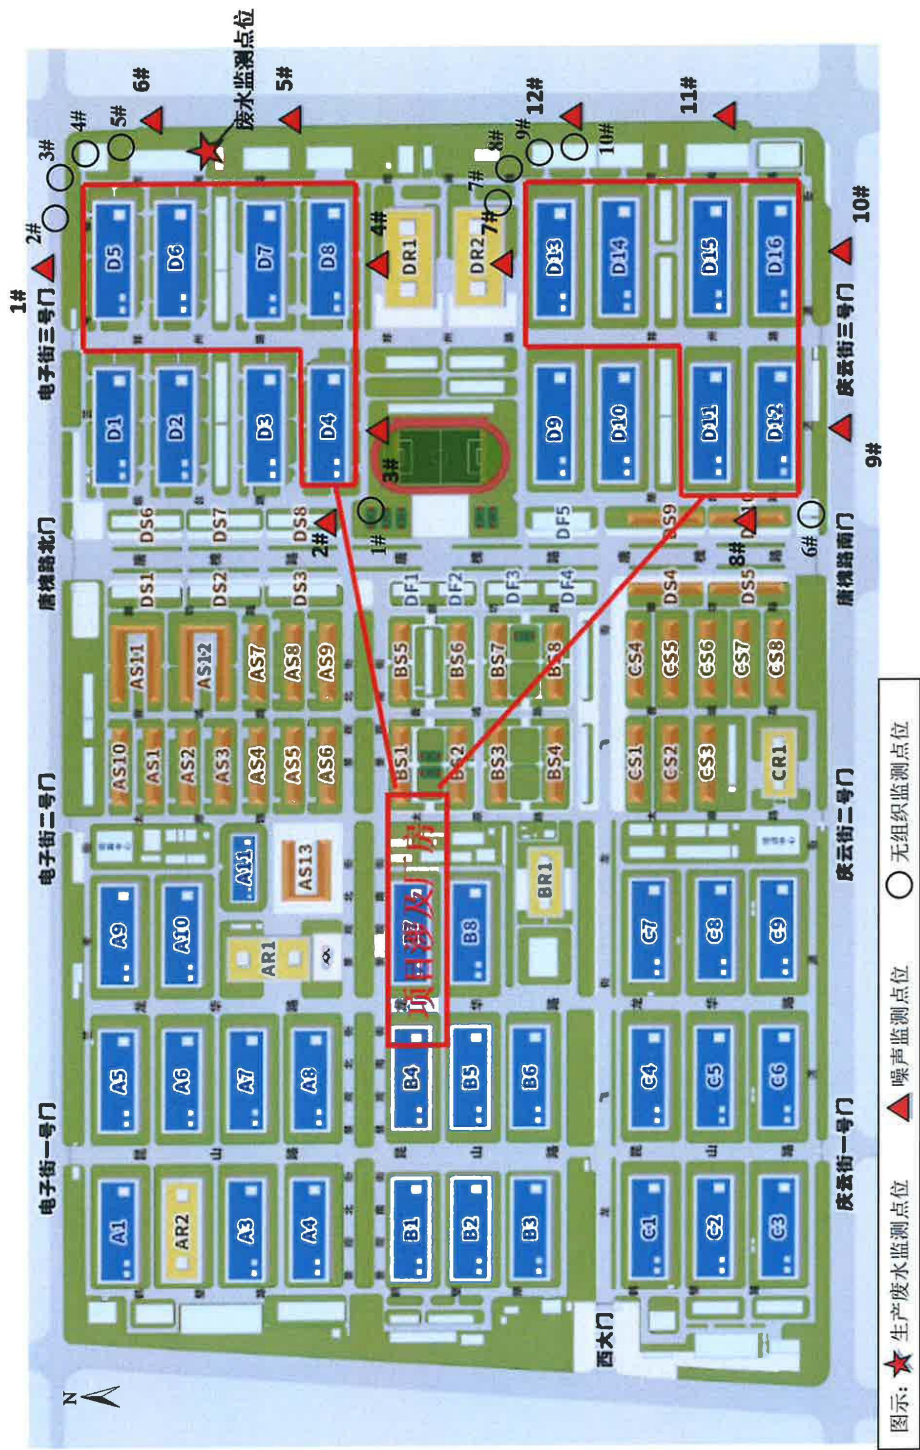 N
电子街一号门
电子街二号门
唐槐路北门
电子街三号门
1#
2#
3#
4#
5#
6#
废水监测点位
5#
A1
A5
A9
AS10
AS11
DS1
DS6
D1
D5
AR2
A6
A10
AS1
AS2
AS12
DS2
DS7
D2
D6
A3
A7
A11
AS3
AS4
AS7
D3
D7
A4
A8
AR1
AS13
AS5
AS8
DS3
DS8
D4
D8
AS6
AS9
2#
1#
3#
4#
B1
B4
项目涉及厂房
BS1
BS5
DF1
DR1
B2
B5
B8
BS2
BS6
DF2
DR2
7#
7#
8#
9#
10#
12#
B3
B6
BR1
BS3
BS7
DF3
BS4
BS8
DF4
DF5
D9
D13
D10
D14
西大门
C1
C4
C7
CS1
CS4
DS4
DS9
D11
D15
11#
C2
C5
C8
CS2
CS5
CS3
CS6
CS7
DS5
8#
D12
D16
C3
C6
C9
CR1
CS8
6#
9#
10#
庆云街一号门
庆云街二号门
唐槐路南门
庆云街三号门
图示: 生产废水监测点位 噪声监测点位 无组织监测点位